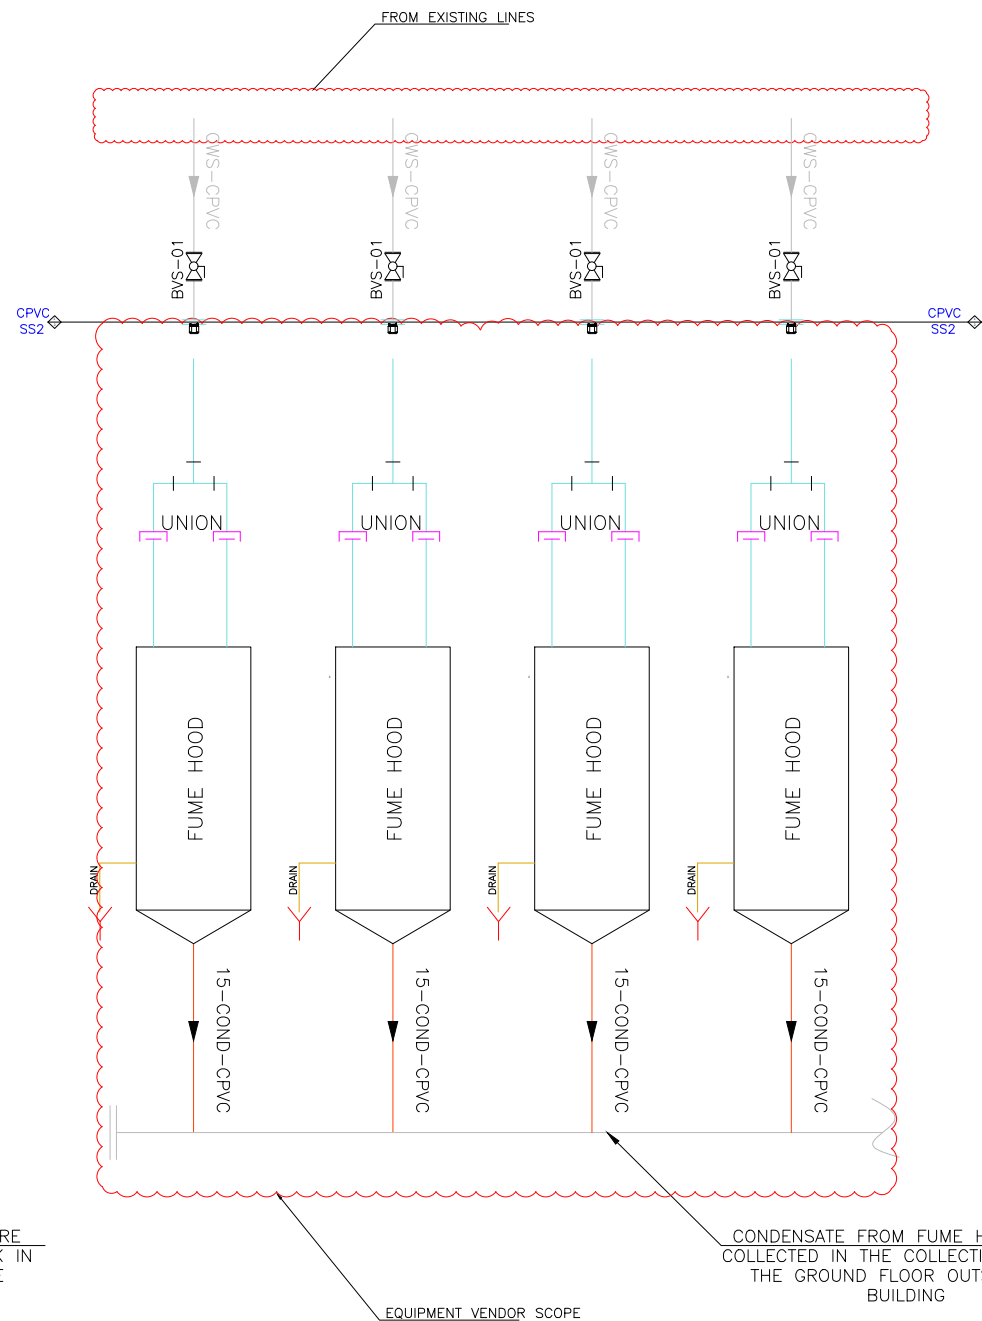 FROM EXISTING LINES
CWS-CPVC
CWS-CPVC
CWS-CPVC
CWS-CPVC
BVS-01
BVS-01
BVS-01
BVS-01
CPVC
SS2
CPVC
SS2
UNION
UNION
UNION
UNION
FUME HOOD
FUME HOOD
FUME HOOD
FUME HOOD
DRAIN
DRAIN
DRAIN
DRAIN
15-COND-CPVC
15-COND-CPVC
15-COND-CPVC
15-COND-CPVC
RE
IN
E
CONDENSATE FROM FUME H
COLLECTED IN THE COLLECTI
THE GROUND FLOOR OUTS
BUILDING
EQUIPMENT VENDOR SCOPE